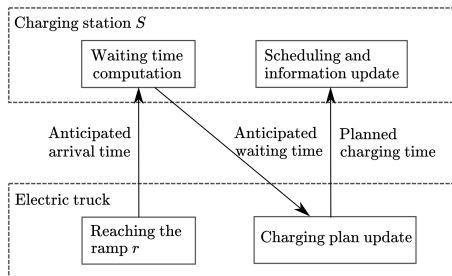 Charging station S
Waiting time
computation
Scheduling and
information update
Anticipated
arrival time
Anticipated
waiting time
Planned
charging time
Electric truck
Reaching the
ramp r
Charging plan update